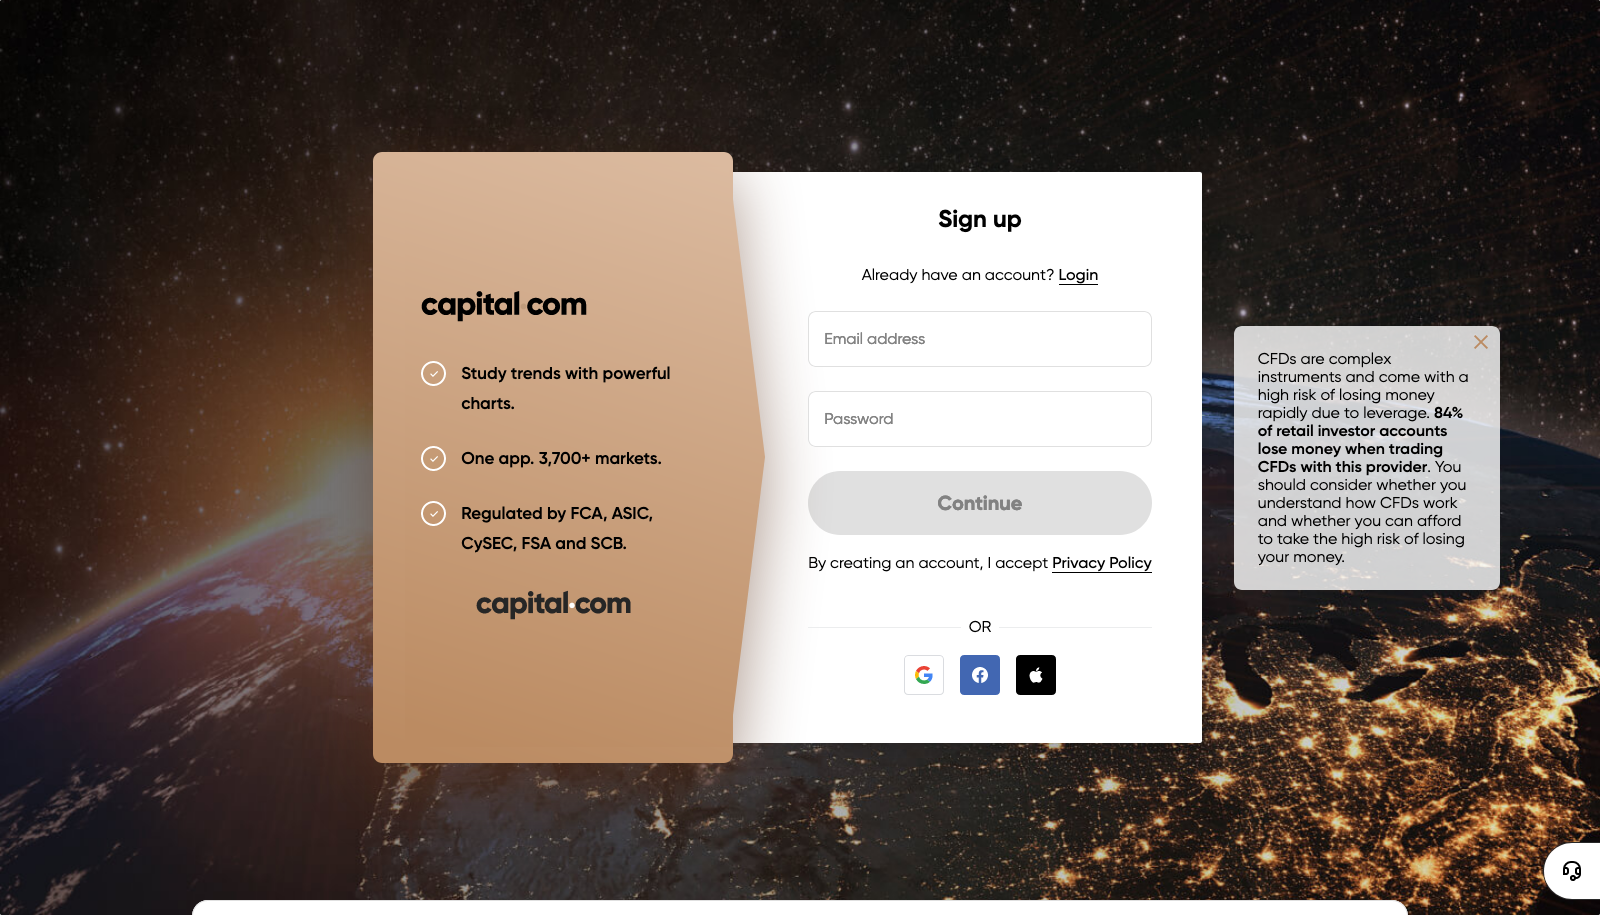 capital com
Study trends with powerful
charts.
One app. 3,700+ markets.
Regulated by FCA, ASIC,
CySEC, FSA and SCB.
capital.com
Sign up
Already have an account? Login
Email address
Password
Continue
By creating an account, I accept Privacy Policy
OR
CFDs are complex
instruments and come with a
high risk of losing money
rapidly due to leverage. 84%
of retail investor accounts
lose money when trading
CFDs with this provider. You
should consider whether you
understand how CFDs work
and whether you can afford
to take the high risk of losing
your money.